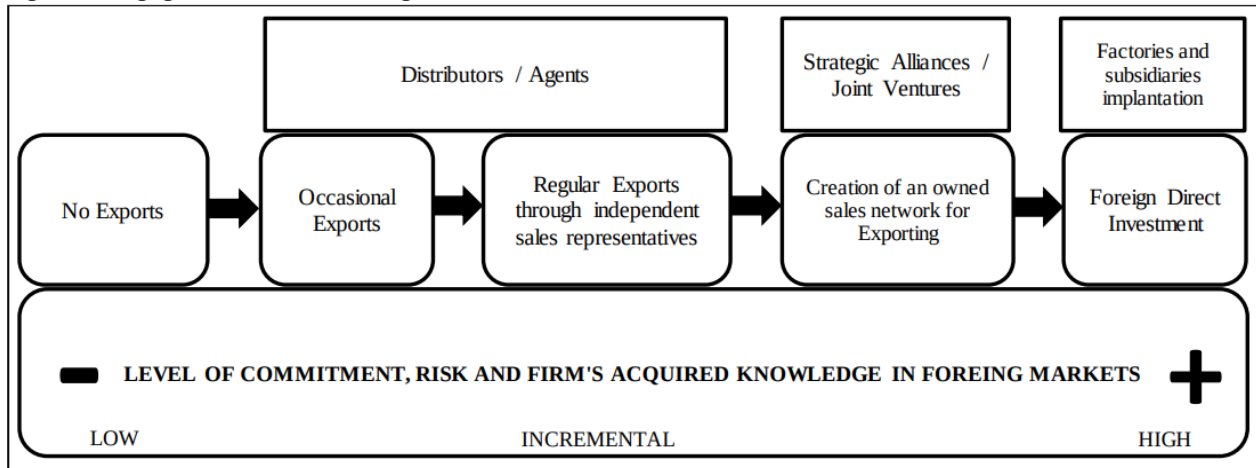 Distributors / Agents
Strategic Alliances /
Joint Ventures
Factories and
subsidiaries
implantation
No Exports
Occasional
Exports
Regular Exports
through independent
sales representatives
Creation of an owned
sales network for
Exporting
Foreign Direct
Investment
LEVEL OF COMMITMENT, RISK AND FIRM'S ACQUIRED KNOWLEDGE IN FOREING MARKETS
LOW
INCREMENTAL
HIGH